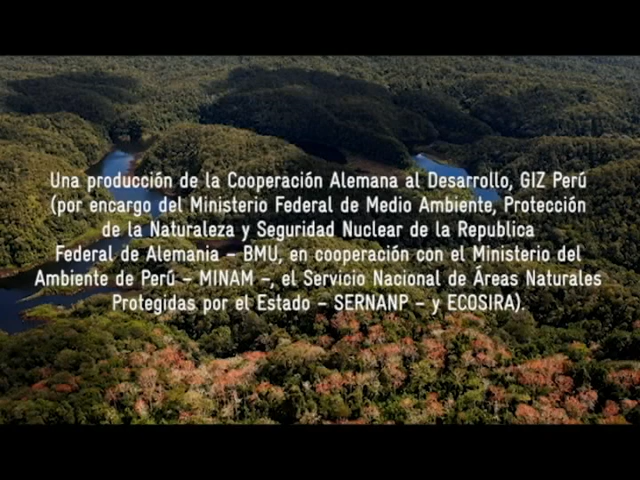 Una producción de la Cooperación Alemana al Desarrollo, GIZ Perú
(por encargo del Ministerio Federal de Medio Ambiente, Protección
de la Naturaleza y Seguridad Nuclear de la Republica
Federal de Alemania – BMU, en cooperación con el Ministerio del
Ambiente de Perú – MINAM –, el Servicio Nacional de Áreas Naturales
Protegidas por el Estado – SERNANP – y ECOSIRA).